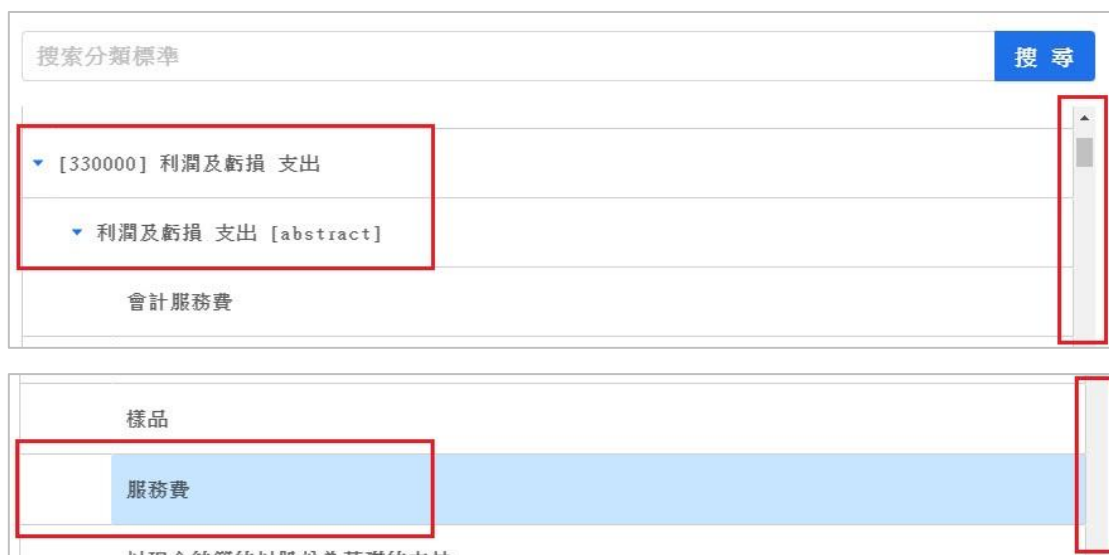 搜索分類標準
搜 尋
[330000] 利潤及虧損 支出
利潤及虧損 支出 [abstract]
會計服務費
樣品
服務費